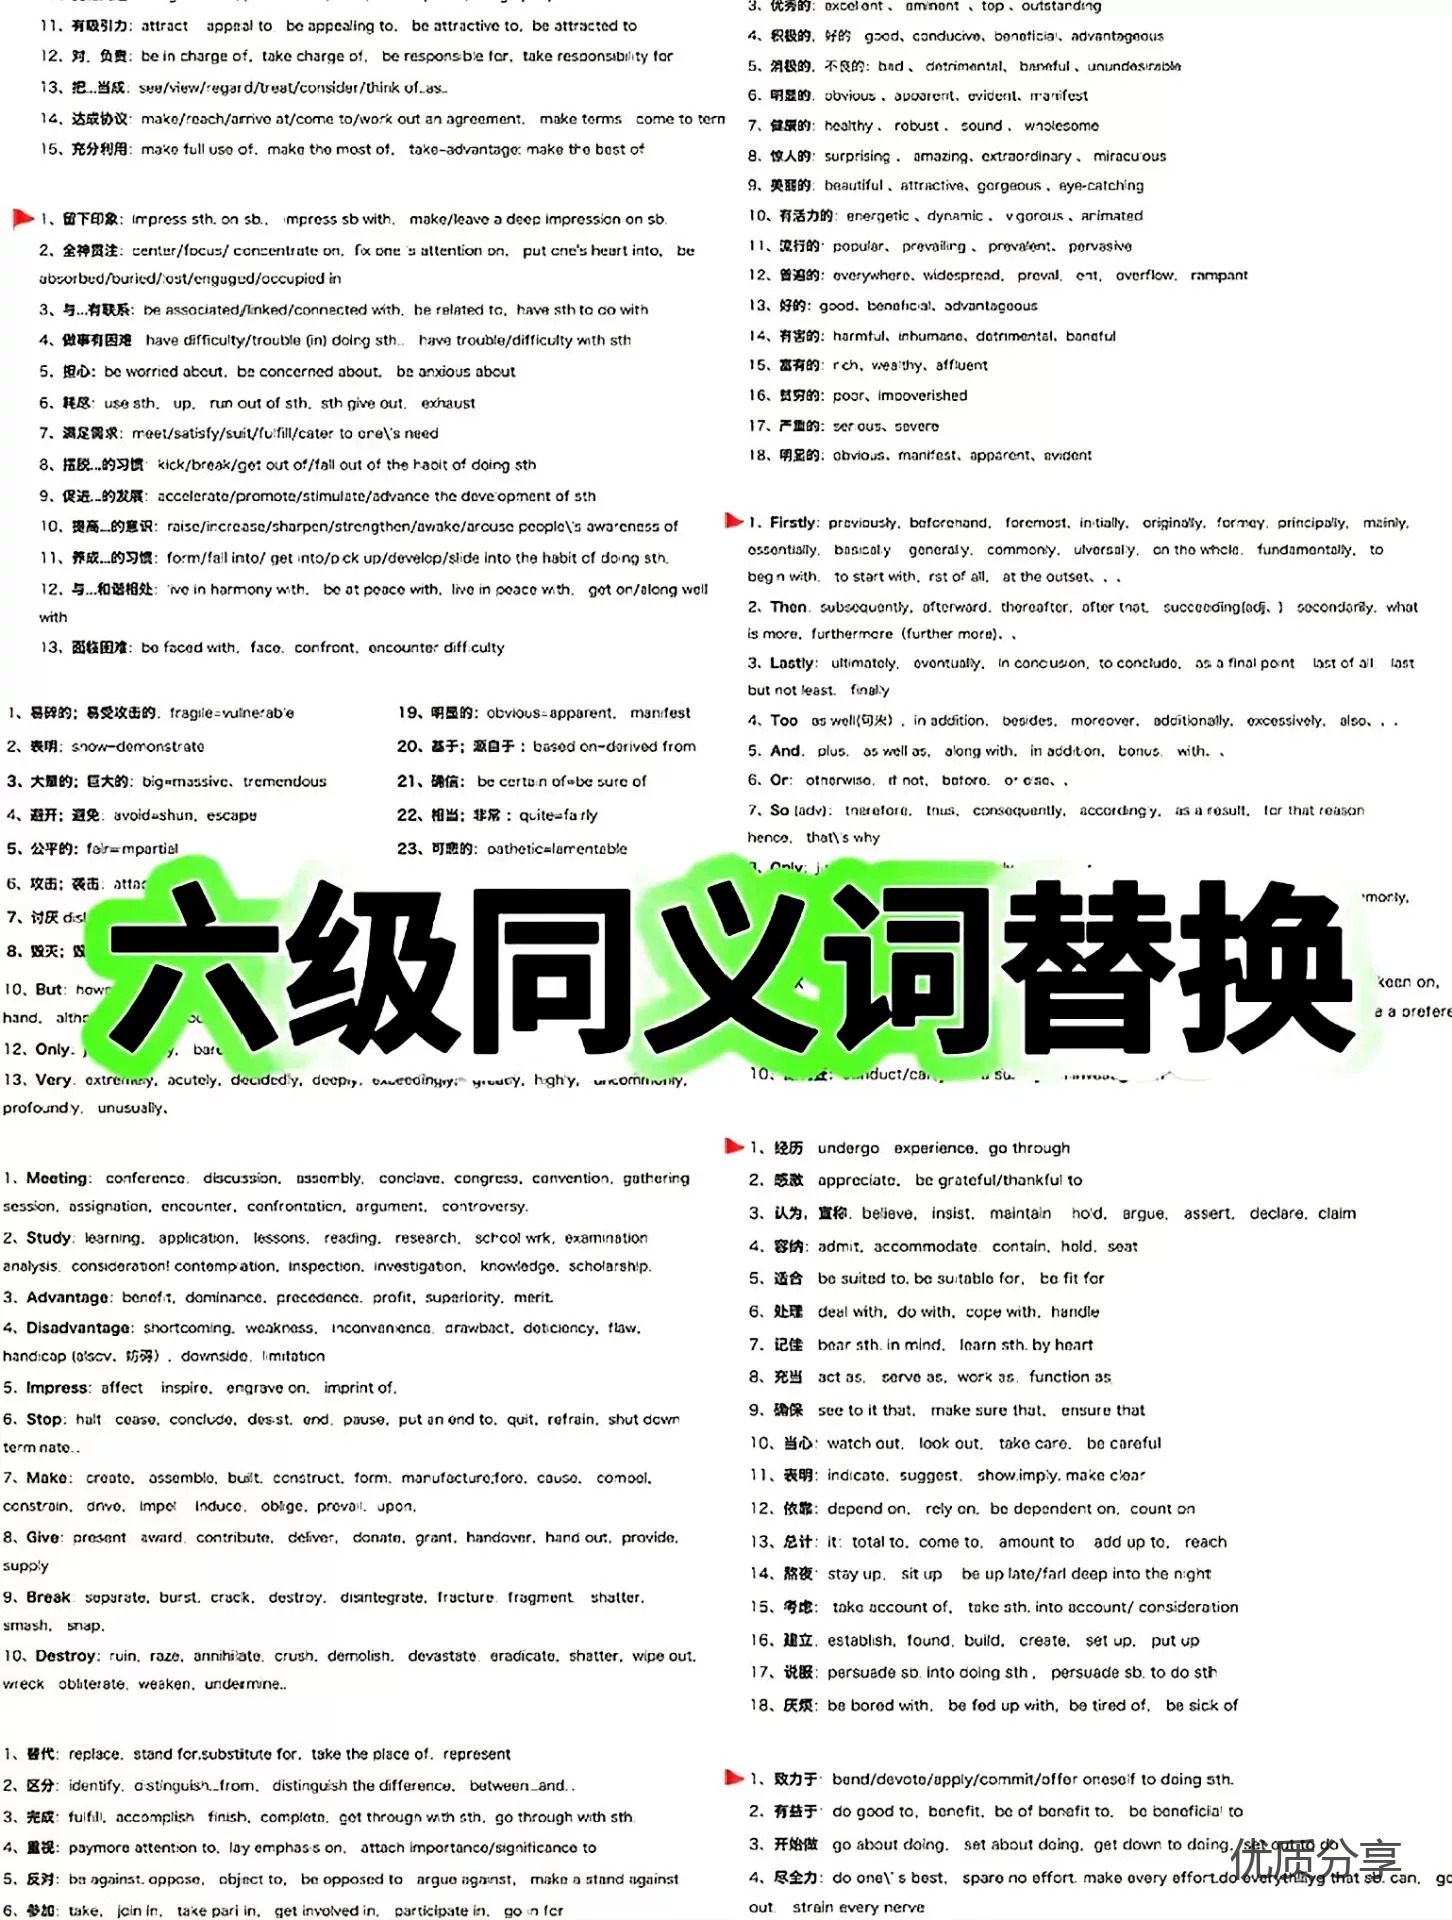 11、有吸引力：attract appeal to be appealing to, be attractive to, be attracted to
12、对，负责：be in charge of, take charge of, be responsible for, take responsibility for
13、把...当成：see/view/regard/treat/consider/think of..as..
14、达成协议：make/reach/arrive at/come to/work out an agreement, make terms come to tern
15、充分利用：make full use of, make the most of, take-advantage: make the best of
1、留下印象：impress sth. on sb., impress sb with, make/leave a deep impression on sb.
2、全神贯注：center/focus/ concentrate on, fix one 's attention on, put one's heart into, be
absorbed/buried/lost/engaged/occupied in
3、与...有联系：be associated/linked/connected with, be related to, have sth to do with
4、做事有困难 have difficulty/trouble (in) doing sth.. have trouble/difficulty with sth
5、担心：be worried about, be concerned about, be anxious about
6、耗尽：use sth, up, run out of sth, sth give out, exhaust
7、满足需求：meet/satisfy/suit/fulfill/cater to one\'s need
8、摆脱...的习惯 kick/break/get out of/fall out of the habit of doing sth
9、促进...的发展：accelerate/promote/stimulate/advance the development of sth
10、提高...的意识：raise/increase/sharpen/strengthen/awake/arouse people\'s awareness of
11、养成...的习惯：form/fall into/ get into/pick up/develop/slide into the habit of doing sth.
12、与...和谐相处：live in harmony with, be at peace with, live in peace with, get on/along well
with
13、面临困难：be faced with, face, confront, encounter difficulty
1、易碎的；易受攻击的：fragile=vulnerable
2、表明：show=demonstrate
3、大量的；巨大的：big=massive、tremendous
4、避开；避免：avoid=shun, escape
5、公平的：fair=impartial
6、攻击；袭击：
7、讨厌
8、毁灭；
19、明显的：obvious=apparent, manifest
20、基于；源自于：based on=derived from
21、确信： be certain of=be sure of
22、相当；非常：quite=fairly
23、可悲的：pathetic=lamentable
10、But:
hand,
12、Only.
13、Very. extremely, acutely, decidedly, deeply, exceedingly, greatly, highly, uncommonly,
profoundly, unusually、
1、Meeting: conference, discussion, assembly, conclave, congress, convention, gathering
session, assignation, encounter, confrontation, argument, controversy.
2、Study: learning, application, lessons, reading, research, school wrk, examination
analysis, consideration! contemplation, inspection, investigation, knowledge, scholarship.
3、Advantage: benefit, dominance, precedence, profit, superiority, merit.
4、Disadvantage: shortcoming, weakness, inconvenience, drawbact, deticiency, flaw,
handicap (alscv. 妨碍) , downside, limitation
5、Impress: affect inspire, engrave on, imprint of,
6、Stop: halt cease, conclude, desist, end, pause, put an end to, quit, refrain, shut down
terminate..
7、Make: create, assemble, built, construct, form, manufacture:fore, cause, compel,
constrain, drive, impel induce, oblige, prevail, upon,
8、Give: present award, contribute, deliver, donate, grant, handover, hand out, provide,
supply
9、Break: separate, burst, crack, destroy, disintegrate, fracture, fragment, shatter,
smash, snap,
10、Destroy: ruin, raze, annihilate, crush, demolish, devastate, eradicate, shatter, wipe out,
wreck obliterate, weaken, undermine..
1、替代：replace, stand for,substitute for, take the place of, represent
2、区分：identify, distinguish...from, distinguish the difference, between...and..
3、完成：fulfill, accomplish finish, complete, get through with sth, go through with sth.
4、重视：paymore attention to, lay emphasis on, attach importance/significance to
5、反对：be against, oppose, object to, be opposed to argue against, make a stand against
6、参加：take, join in, take pari in, get involved in, participate in, go in for
六级同义词替换
3、优秀的：excellent 、 eminent 、top 、outstanding
4、积极的，好的 good、conducive、beneficial、advantageous
5、消极的，不良的：bad 、 detrimental、baneful 、unundesirable
6、明显的：obvious 、apparent、evident、manifest
7、健康的：healthy 、 robust 、 sound 、 wholesome
8、惊人的：surprising 、 amazing、extraordinary 、 miraculous
9、美丽的：beautiful 、attractive、gorgeous 、eye-catching
10、有活力的：energetic 、dynamic 、 vigorous 、animated
11、流行的：popular、prevailing 、prevalent、pervasive
12、普遍的：everywhere、widespread, preval, ent, overflow, rampant
13、好的：good、beneficial、advantageous
14、有害的：harmful、inhumane、detrimental、baneful
15、富有的：rich、wealthy、affluent
16、贫穷的：poor、impoverished
17、严重的：serious、severe
18、明显的：obvious、manifest、apparent、evident
1、Firstly: previously, beforehand, foremost, initially, originally, formey, principally, mainly,
essentially, basically generally, commonly, ulversally, on the whole, fundamentally, to
begin with, to start with, rst of all, at the outset、、、
2、Then. subsequently, afterward, thereafter, after that, succeeding(adj、) secondarily, what
is more, furthermore (further more)、、
3、Lastly: ultimately, eventually, in conclusion, to conclude, as a final point last of all last
but not least, finally
4、Too as well(句尾) , in addition, besides, moreover, additionally, excessively, also、、、
5、And, plus, as well as, along with, in addition, bonus, with、、
6、Or: otherwise, if not, before, or else、、
7、So (adv): therefore, thus, consequently, accordingly, as a result, for that reason
hence, that\'s why
keen on,
1、经历 undergo experience, go through
2、感激 appreciate, be grateful/thankful to
3、认为，宣称. believe, insist, maintain hold, argue, assert, declare, claim
4、容纳：admit, accommodate, contain, hold, seat
5、适合 be suited to, be suitable for, be fit for
6、处理 deal with, do with, cope with, handle
7、记住 bear sth. in mind, learn sth. by heart
8、充当 act as, serve as, work as, function as
9、确保 see to it that, make sure that, ensure that
10、当心：watch out, look out, take care, be careful
11、表明：indicate, suggest, show,imply, make clear
12、依靠：depend on, rely on, be dependent on, count on
13、总计：it: total to, come to, amount to add up to, reach
14、熬夜 stay up, sit up be up late/farl deep into the night
15、考虑： take account of, take sth. into account/ consideration
16、建立. establish, found, build, create, set up, put up
17、说服：persuade sb. into doing sth , persuade sb. to do sth
18、厌烦：be bored with, be fed up with, be tired of, be sick of
1、致力于 bend/devote/apply/commit/offer oneself to doing sth.
2、有益于 do good to, benefit, be of benefit to, be beneficial to
3、开始做 go about doing, set about doing, get down to doing, set out to do
4、尽全力：do one\'s best, spare no effort, make every effort,do everythiyg that sb. can, go
out strain every nerve
优质分享